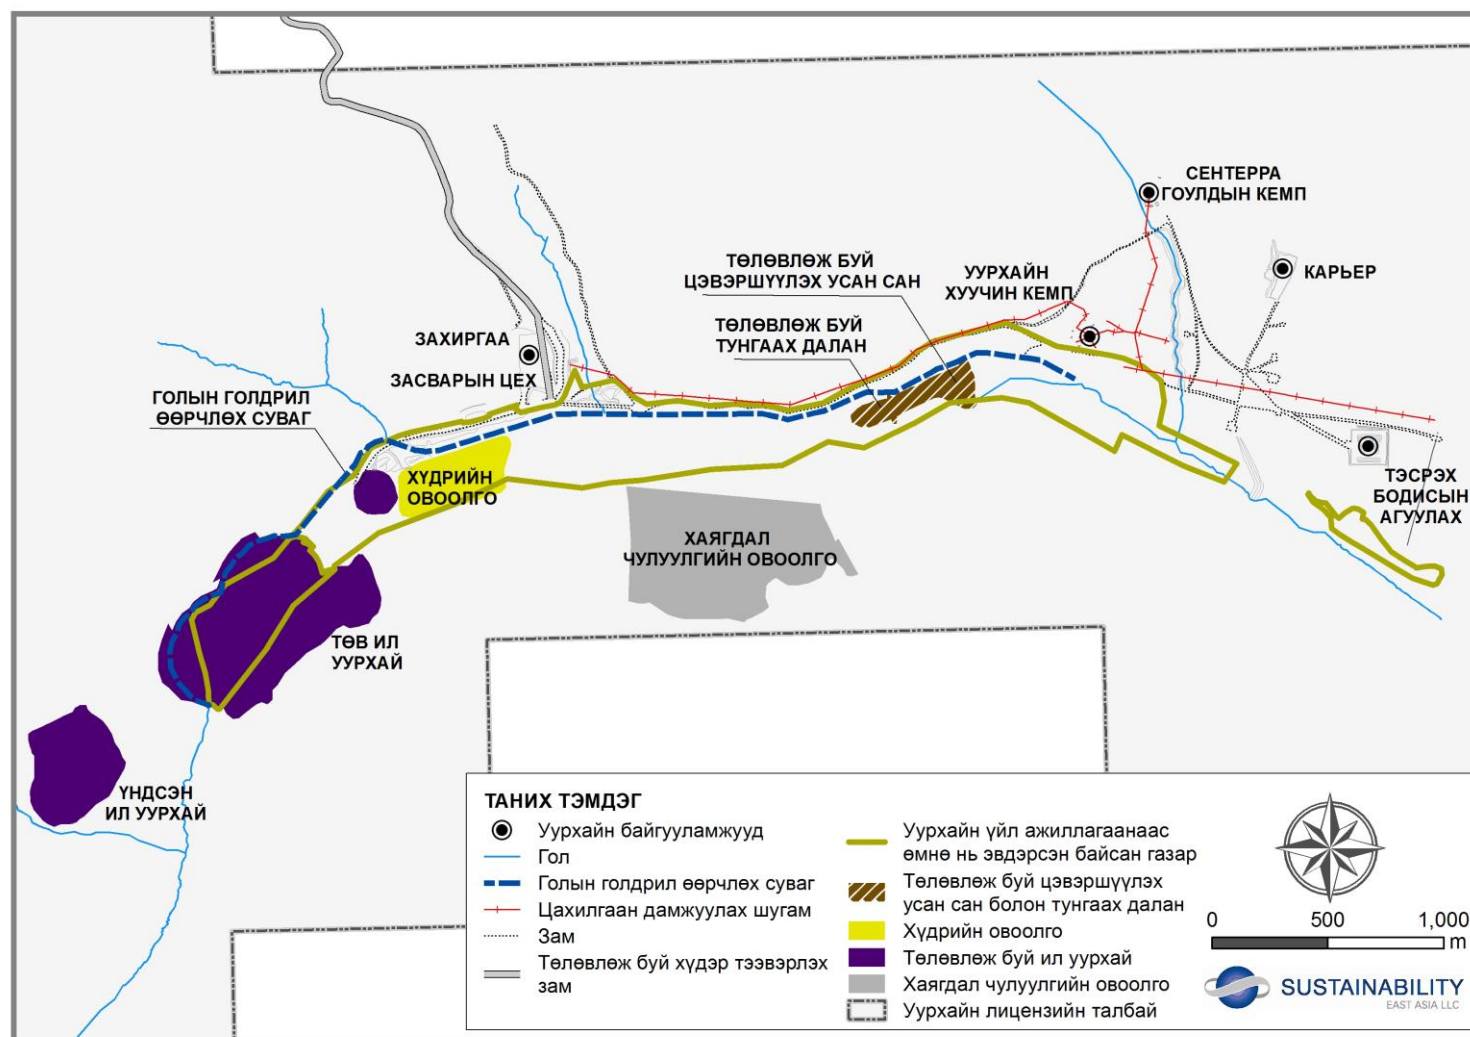 СЕНТЕРРА
ГОУЛДЫН КЕМП
ТӨЛӨВЛӨЖ БУЙ
ЦЭВЭРШҮҮЛЭХ УСАН САН
УУРХАЙН
ХУУЧИН КЕМП
КАРЬЕР
ТӨЛӨВЛӨЖ БУЙ
ТУНГААХ ДАЛАН
ЗАХИРГАА
ЗАСВАРЫН ЦЕХ
ГОЛЫН ГОЛДРИЛ
ӨӨРЧЛӨХ СУВАГ
ХҮДРИЙН
ОВООЛГО
ТЭСРЭХ
БОДИСЫН
АГУУЛАХ
ХАЯГДАЛ
ЧУЛУУЛГИЙН ОВООЛГО
ТӨВ ИЛ
УУРХАЙ
ҮНДСЭН
ИЛ УУРХАЙ
ТАНИХ ТЭМДЭГ
Уурхайн байгууламжууд
Гол
Голын голдрил өөрчлөх суваг
Цахилгаан дамжуулах шугам
Зам
Төлөвлөж буй хүдэр тээвэрлэх
зам
Уурхайн үйл ажиллагаанаас
өмнө нь эвдэрсэн байсан газар
Төлөвлөж буй цэвэршүүлэх
усан сан болон тунгаах далан
Хүдрийн овоолго
Төлөвлөж буй ил уурхай
Хаягдал чулуулгийн овоолго
Уурхайн лицензийн талбай
0 500 1,000
m
SUSTAINABILITY
EAST ASIA LLC